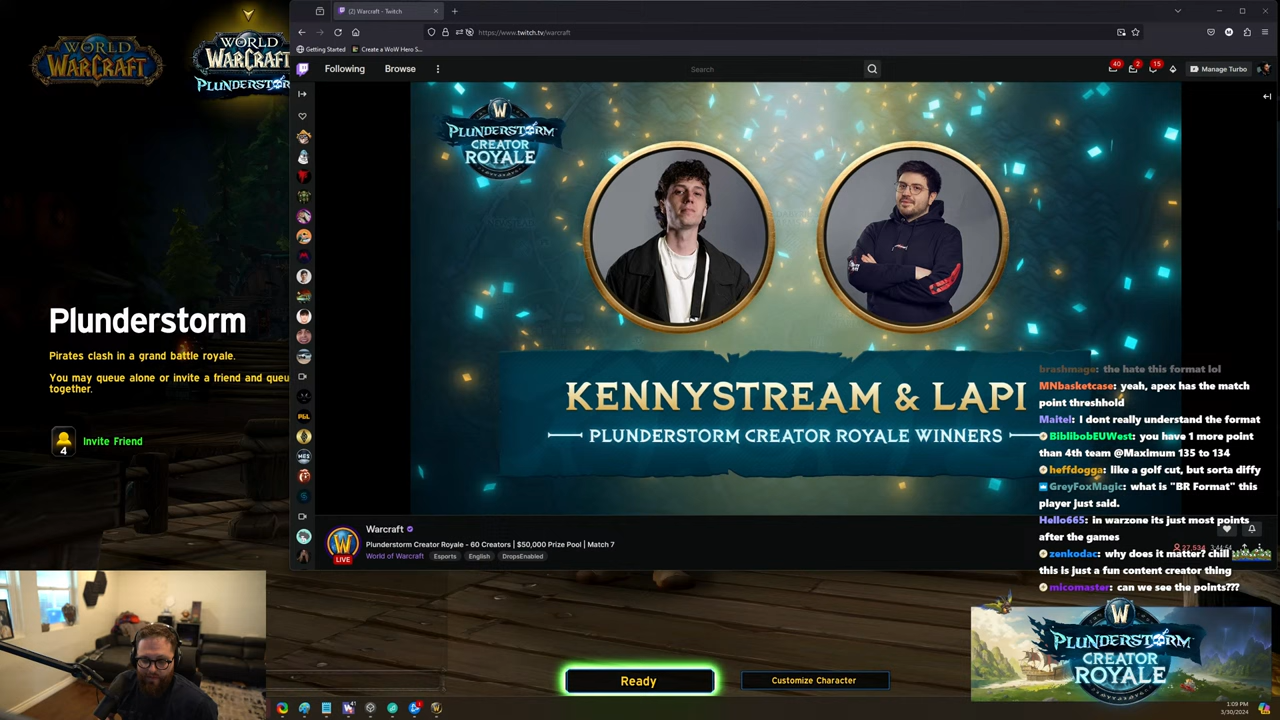 WORLD
WARCRAFT
WORLD
WARCRAFT
PLUNDERSTOR
Plunderstorm
Pirates clash in a grand battle royale.
You may queue alone or invite a friend and queu
together.
4
Invite Friend
(2) Warcraft - Twitch
https://www.twitch.tv/warcraft
Getting Started
Create a WoW Hero S...
Following
Browse
Search
40
2
15
Manage Turbo
W
PLUNDERSTORM
CREATOR
ROYALE
KENNYSTREAM & LAPI
PLUNDERSTORM CREATOR ROYALE WINNERS
Warcraft
LIVE
Plunderstorm Creator Royale - 60 Creators | $50,000 Prize Pool | Match 7
World of Warcraft
Esports
English
DropsEnabled
27,534
brashmage: the hate this format lol
MNbasketcase: yeah, apex has the match
point threshhold
Maitel: I dont really understand the format
BiblibobEUWest: you have 1 more point
than 4th team @Maximum 135 to 134
heffdogga: like a golf cut, but sorta diffy
GreyFoxMagic: what is "BR Format" this
player just said.
Hello665: in warzone its just most points
after the games
zenkodac: why does it matter? chill
this is just a fun content creator thing
micomaster: can we see the points???
Ready
Customize Character
W
PLUNDERSTORM
CREATOR
ROYALE
1:09 PM
3/30/2024